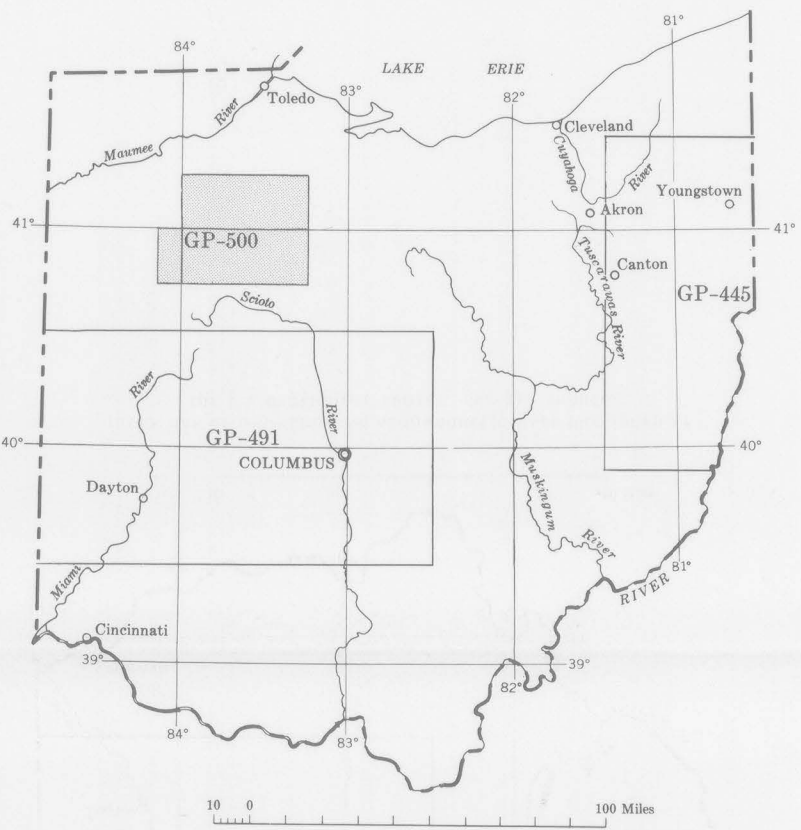 81°
84°
83°
LAKE ERIE
82°
Toledo
River
Maumee
Cleveland
Cuyahoga
River
Youngstown
Akron
41°
41°
GP-500
Tuscarawas River
Canton
GP-445
Scioto
River
River
GP-491
40°
40°
COLUMBUS
Dayton
Muskingum
River
Miami
81°
RIVER
Cincinnati
39°
39°
82°
84°
83°
10 0 100 Miles